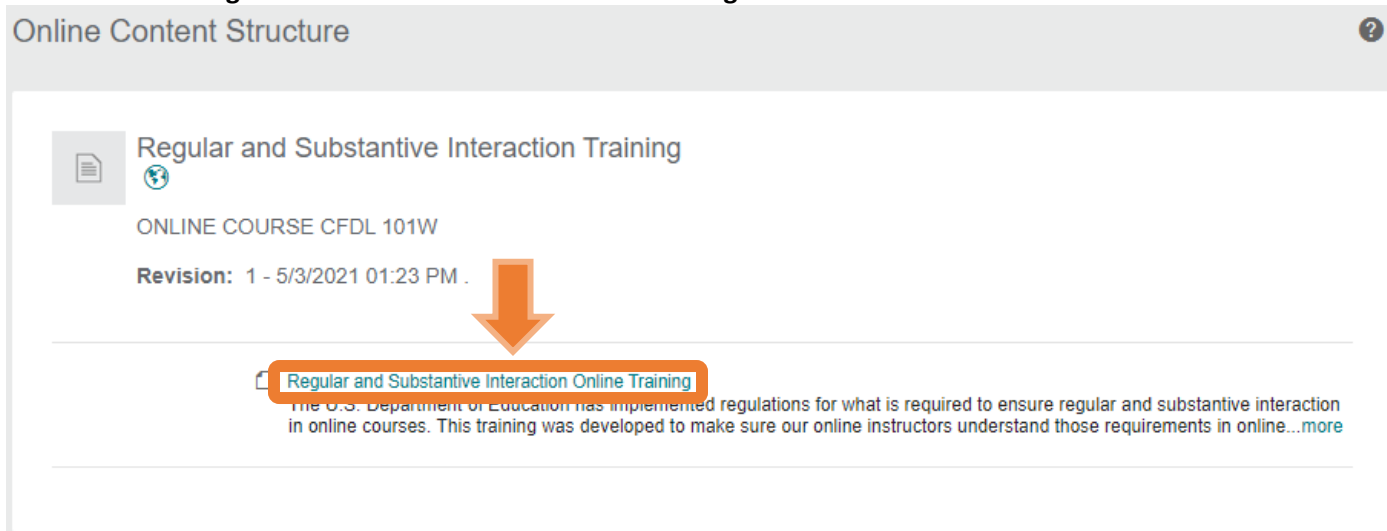 Online Content Structure
?
Regular and Substantive Interaction Training
ONLINE COURSE CFDL 101W
Revision: 1 - 5/3/2021 01:23 PM .
Regular and Substantive Interaction Online Training
The U.S. Department of Education has implemented regulations for what is required to ensure regular and substantive interaction
in online courses. This training was developed to make sure our online instructors understand those requirements in online...more